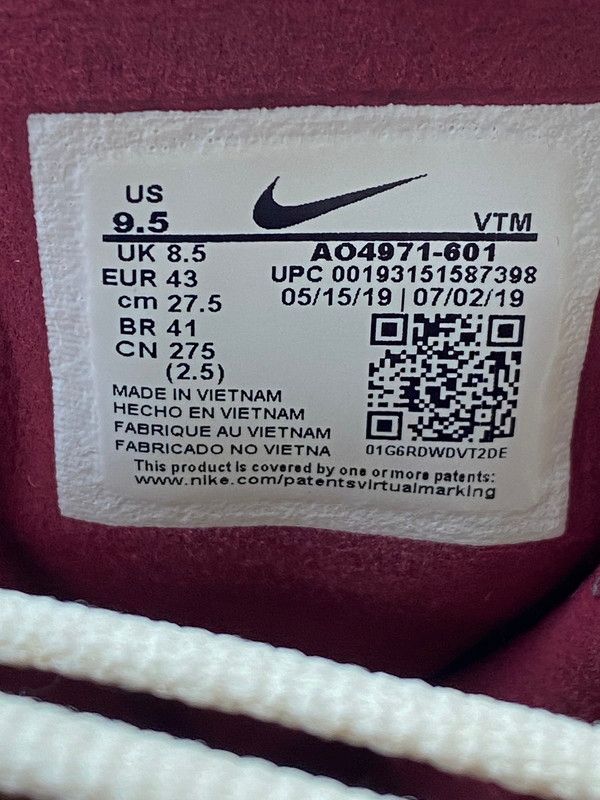 US
9.5
VTM
UK 8.5
EUR 43
cm 27.5
BR 41
CN 275
(2.5)
AO4971-601
UPC 00193151587398
05/15/19 | 07/02/19
01G6RDWDVT2DE
MADE IN VIETNAM
HECHO EN VIETNAM
FABRIQUE AU VIETNAM
FABRICADO NO VIETNA
This product is covered by one or more patents:
www.nike.com/patentsvirtualmarking